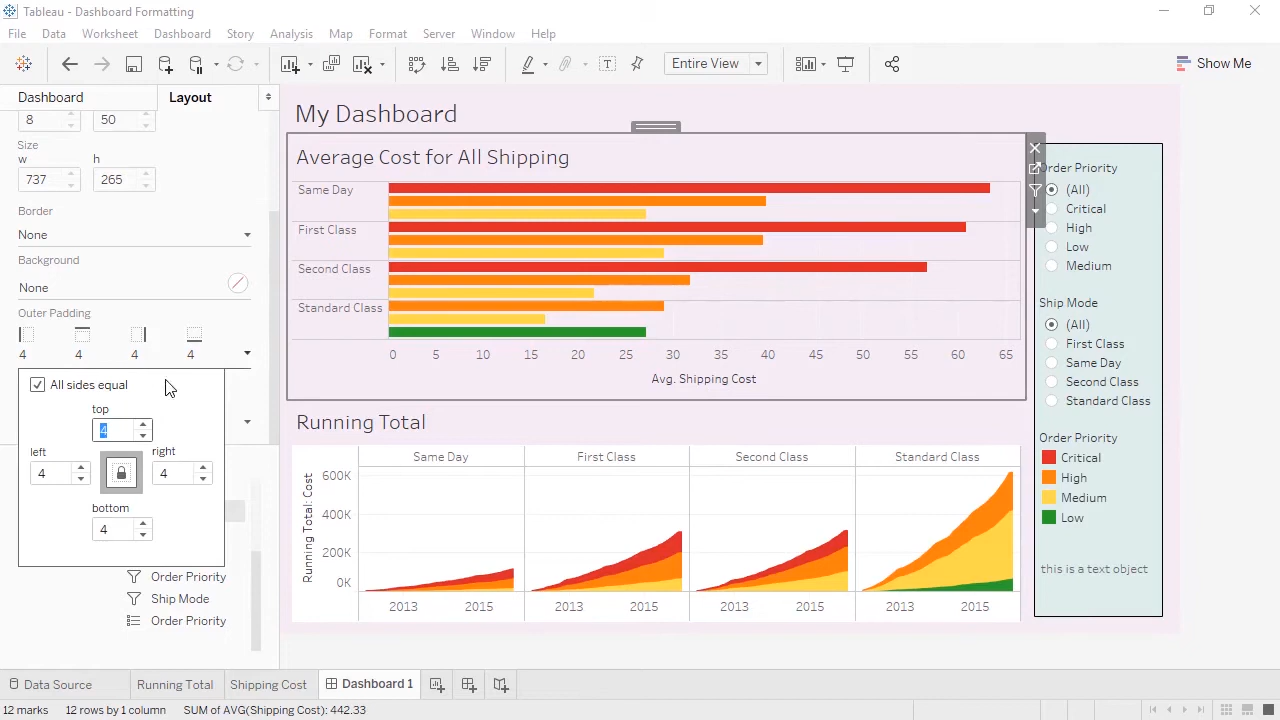 Tableau - Dashboard Formatting
File Data Worksheet Dashboard Story Analysis Map Format Server Window Help
Entire View
Show Me
Dashboard Layout
8 50
Size
w h
737 265
Border
None
Background
None
Outer Padding
4 4 4 4
All sides equal
top
4
left right
4 4
bottom
4
Order Priority
Ship Mode
Order Priority
My Dashboard
Average Cost for All Shipping
Same Day
First Class
Second Class
Standard Class
0 5 10 15 20 25 30 35 40 45 50 55 60 65
Avg. Shipping Cost
Running Total
Same Day First Class Second Class Standard Class
Running Total: Cost
600K
400K
200K
0K
2013 2015 2013 2015 2013 2015 2013 2015
Order Priority
(All)
Critical
High
Low
Medium
Ship Mode
(All)
First Class
Same Day
Second Class
Standard Class
Order Priority
Critical
High
Medium
Low
this is a text object
Data Source Running Total Shipping Cost Dashboard 1
12 marks 12 rows by 1 column SUM of AVG(Shipping Cost): 442.33